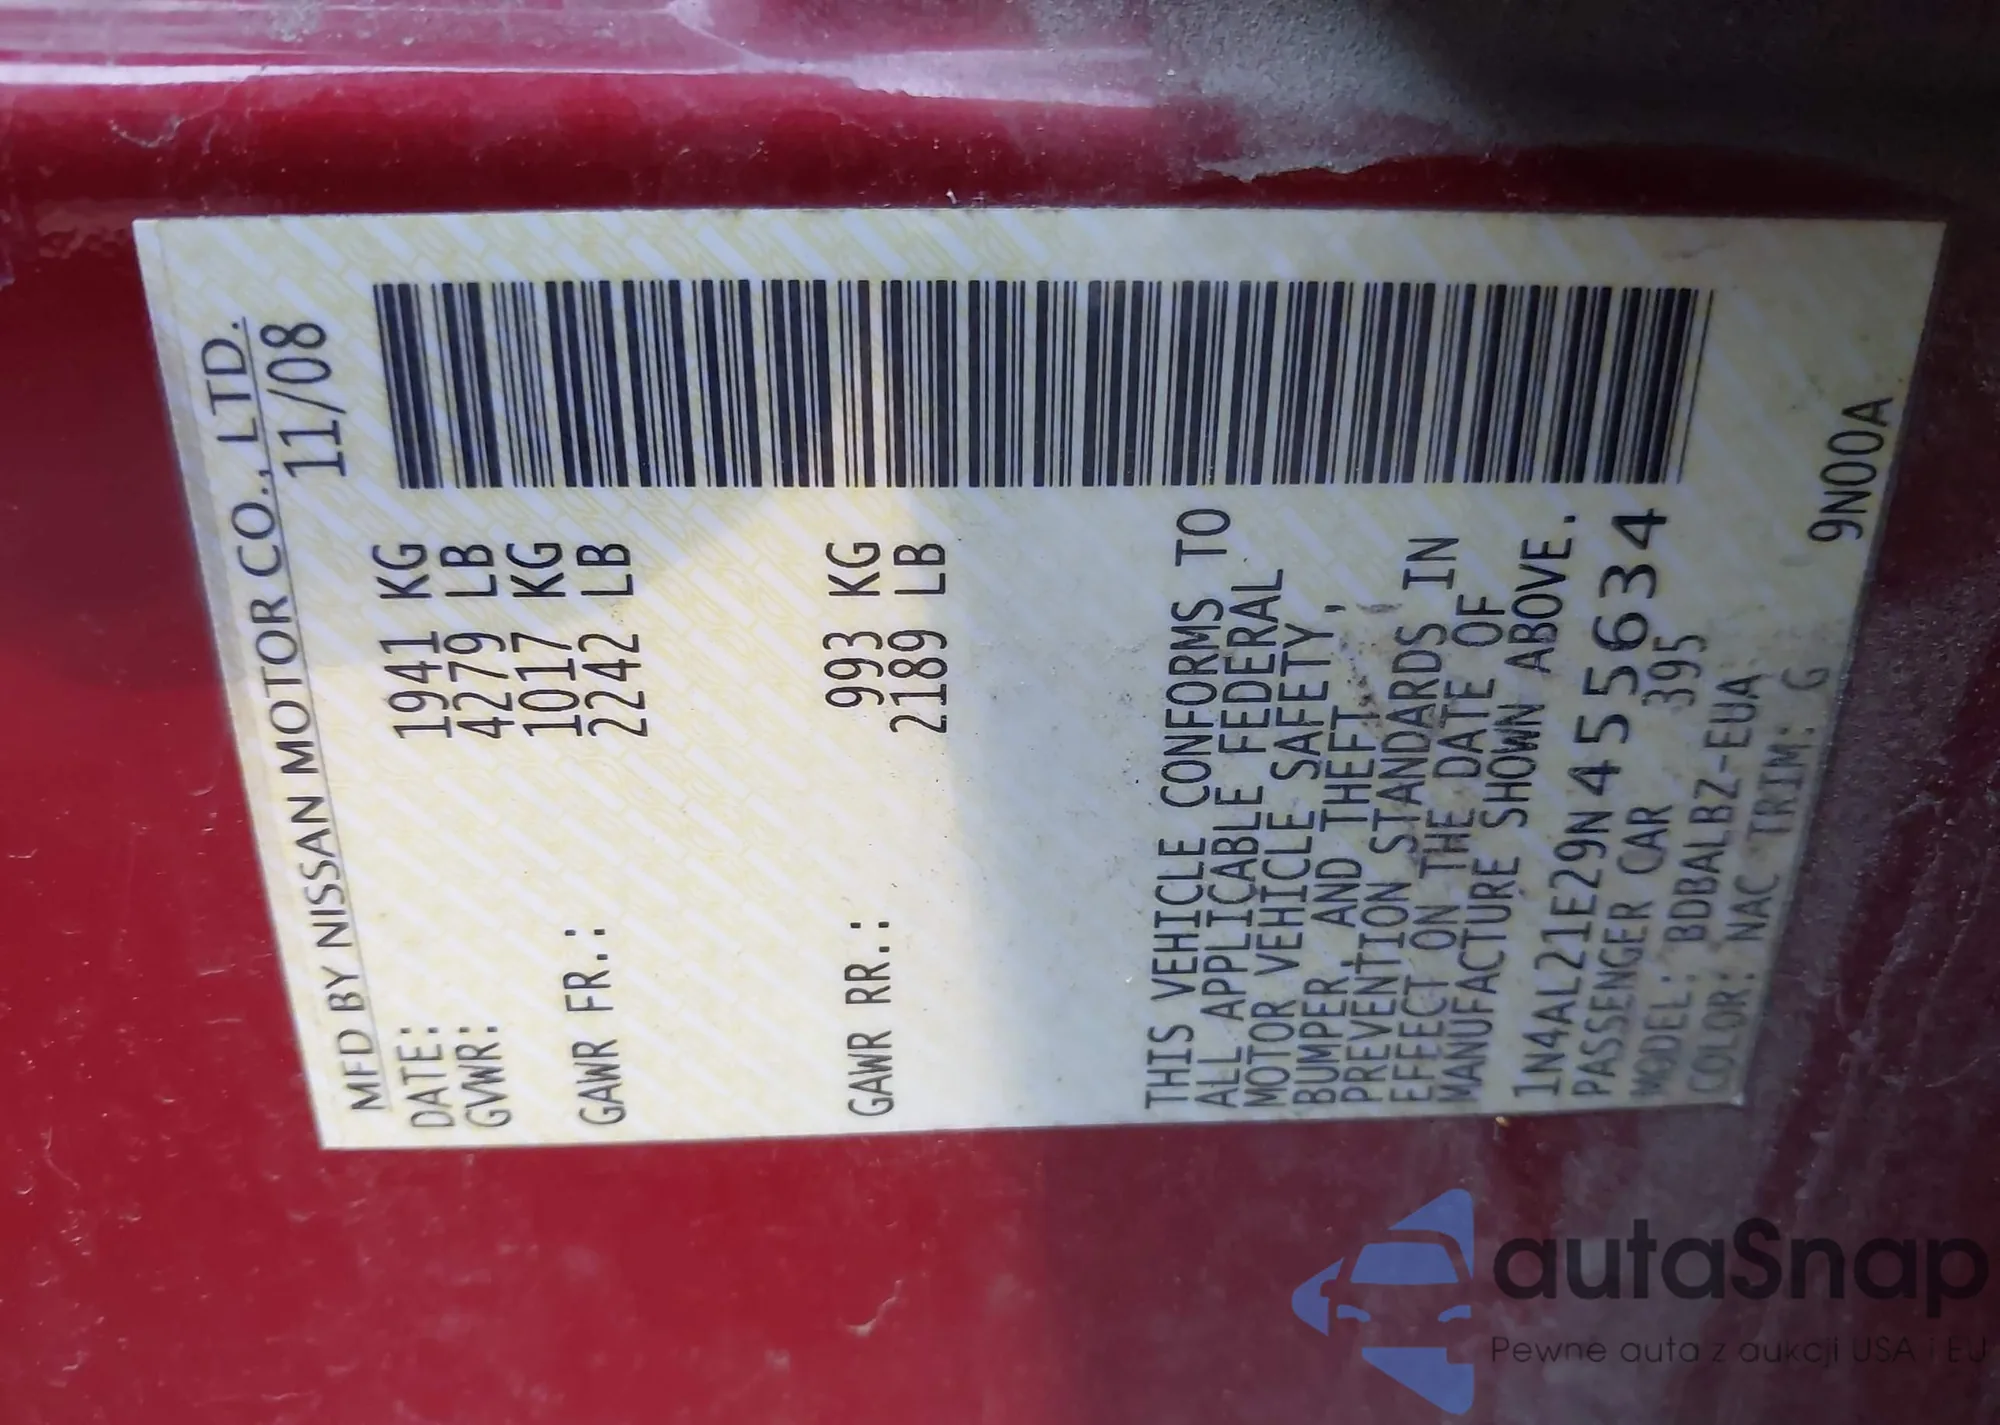 MFD BY NISSAN MOTOR CO., LTD.
DATE: 11/08
GVWR: 1941 KG
4279 LB
GAWR FR.: 1017 KG
2242 LB
GAWR RR.: 993 KG
2189 LB
THIS VEHICLE CONFORMS TO
ALL APPLICABLE FEDERAL
MOTOR VEHICLE SAFETY,
BUMPER, AND THEFT
PREVENTION STANDARDS IN
EFFECT ON THE DATE OF
MANUFACTURE SHOWN ABOVE.
1N4AL21E29N455634
PASSENGER CAR 395
MODEL: BDBALBZ-EUA
COLOR: NAC TRIM: G
9N00A
autaSnap
Pewne auta z aukcji USA i EU